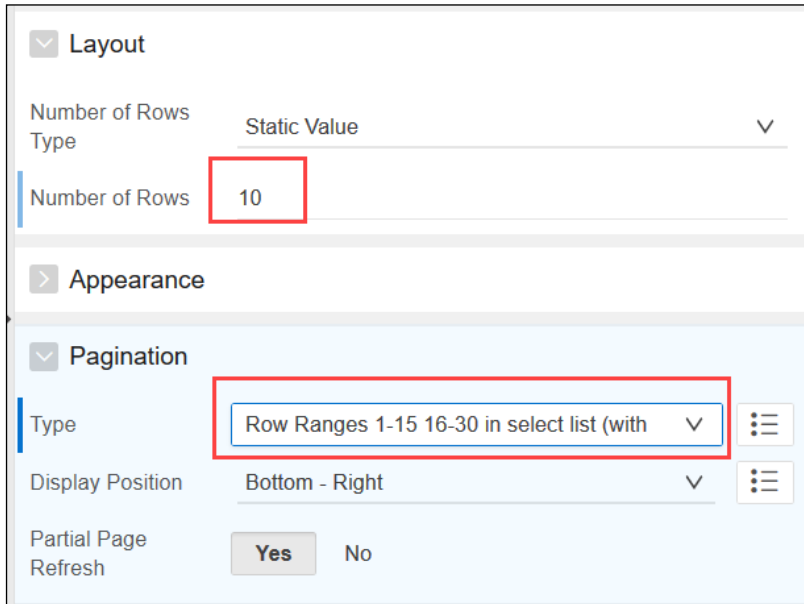 Layout
Number of Rows
Type
Static Value
Number of Rows
10
Appearance
Pagination
Type
Row Ranges 1-15 16-30 in select list (with
Display Position
Bottom - Right
Partial Page
Refresh
Yes No